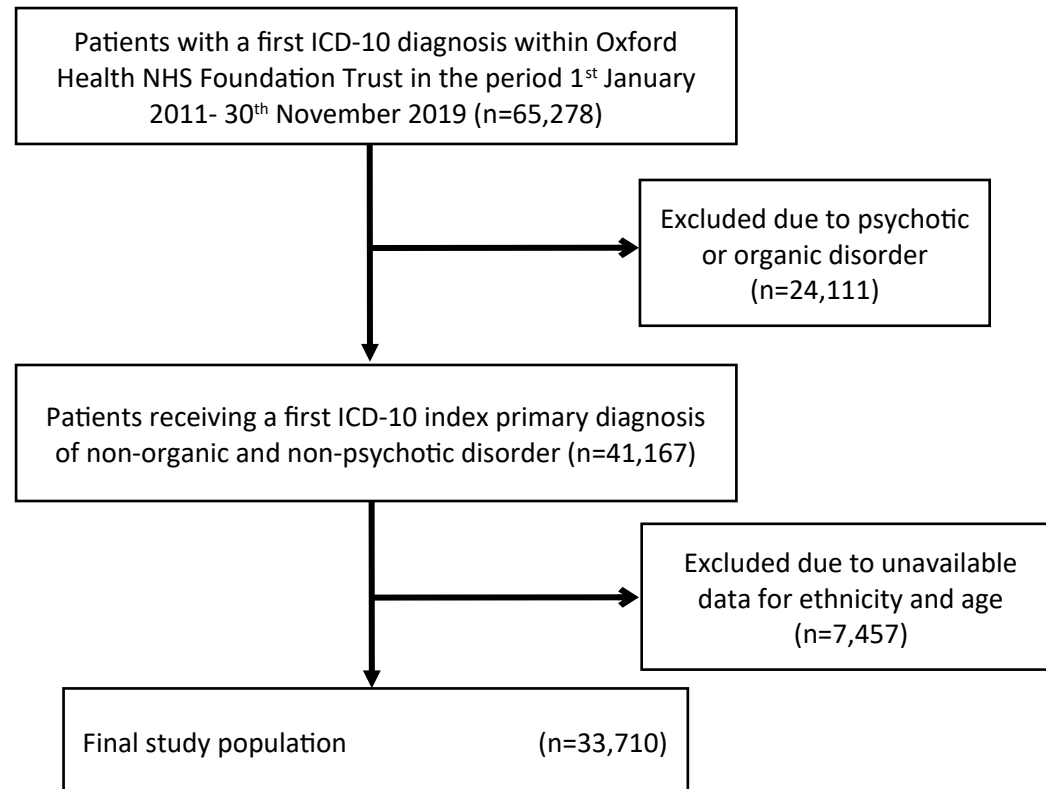 Patients with a first ICD-10 diagnosis within Oxford
Health NHS Foundation Trust in the period 1st January
2011- 30th November 2019 (n=65,278)
Excluded due to psychotic
or organic disorder
(n=24,111)
Patients receiving a first ICD-10 index primary diagnosis
of non-organic and non-psychotic disorder (n=41,167)
Excluded due to unavailable
data for ethnicity and age
(n=7,457)
Final study population (n=33,710)